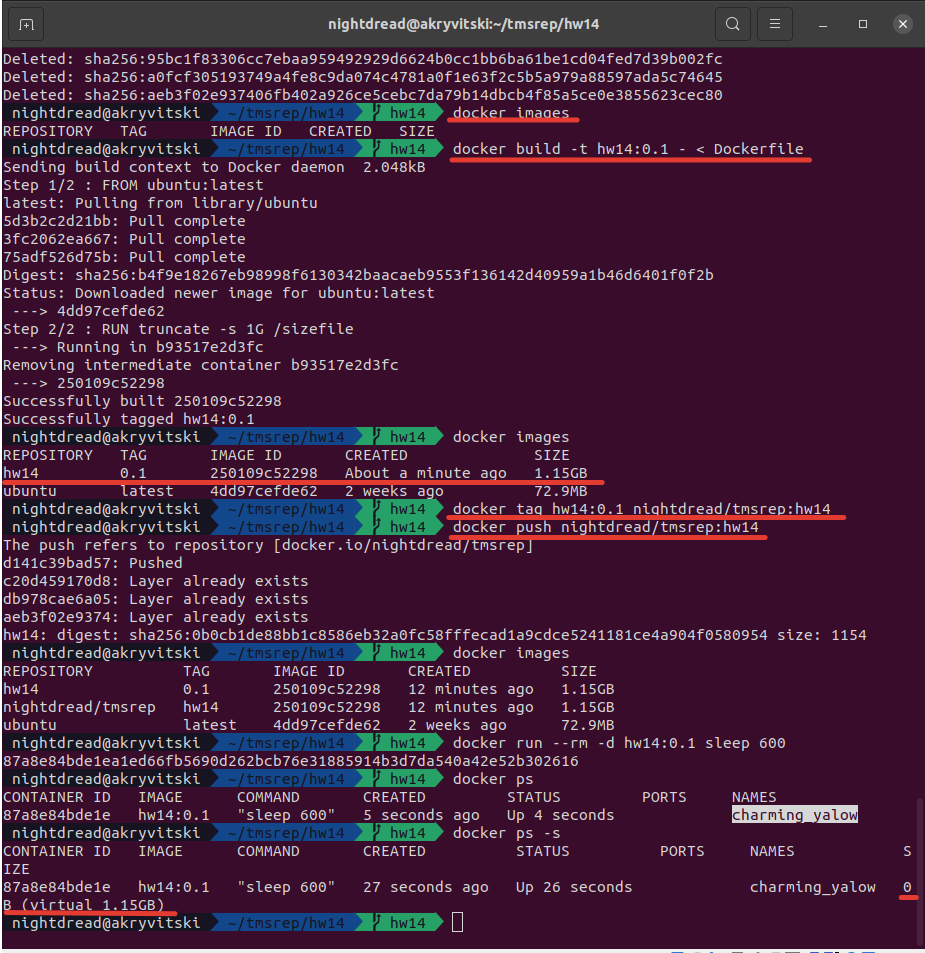 nightdread@akryvitski:~/tmsrep/hw14
Deleted: sha256:95bc1f83306cc7ebaa959492929d6624b0cc1bb6ba61be1cd04fed7d39b002fc
Deleted: sha256:a0fcf305193749a4fe8c9da074c4781a0f1e63f2c5b5a979a88597ada5c74645
Deleted: sha256:aeb3f02e937406fb402a926ce5cebc7da79b14dbcb4f85a5ce0e3855623cec80
nightdread@akryvitski ~/tmsrep/hw14 hw14 docker images
REPOSITORY TAG IMAGE ID CREATED SIZE
nightdread@akryvitski ~/tmsrep/hw14 hw14 docker build -t hw14:0.1 - < Dockerfile
Sending build context to Docker daemon 2.048kB
Step 1/2 : FROM ubuntu:latest
latest: Pulling from library/ubuntu
5d3b2c2d21bb: Pull complete
3fc2062ea667: Pull complete
75adf526d75b: Pull complete
Digest: sha256:b4f9e18267eb98998f6130342baacaeb9553f136142d40959a1b46d6401f0f2b
Status: Downloaded newer image for ubuntu:latest
---> 4dd97cefde62
Step 2/2 : RUN truncate -s 1G /sizefile
---> Running in b93517e2d3fc
Removing intermediate container b93517e2d3fc
---> 250109c52298
Successfully built 250109c52298
Successfully tagged hw14:0.1
nightdread@akryvitski ~/tmsrep/hw14 hw14 docker images
REPOSITORY TAG IMAGE ID CREATED SIZE
hw14 0.1 250109c52298 About a minute ago 1.15GB
ubuntu latest 4dd97cefde62 2 weeks ago 72.9MB
nightdread@akryvitski ~/tmsrep/hw14 hw14 docker tag hw14:0.1 nightdread/tmsrep:hw14
nightdread@akryvitski ~/tmsrep/hw14 hw14 docker push nightdread/tmsrep:hw14
The push refers to repository [docker.io/nightdread/tmsrep]
d141c39bad57: Pushed
c20d459170d8: Layer already exists
db978cae6a05: Layer already exists
aeb3f02e9374: Layer already exists
hw14: digest: sha256:0b0cb1de88bb1c8586eb32a0fc58fffecad1a9cdce5241181ce4a904f0580954 size: 1154
nightdread@akryvitski ~/tmsrep/hw14 hw14 docker images
REPOSITORY TAG IMAGE ID CREATED SIZE
hw14 0.1 250109c52298 12 minutes ago 1.15GB
nightdread/tmsrep hw14 250109c52298 12 minutes ago 1.15GB
ubuntu latest 4dd97cefde62 2 weeks ago 72.9MB
nightdread@akryvitski ~/tmsrep/hw14 hw14 docker run --rm -d hw14:0.1 sleep 600
87a8e84bde1ea1ed66fb5690d262bcb76e31885914b3d7da540a42e52b302616
nightdread@akryvitski ~/tmsrep/hw14 hw14 docker ps
CONTAINER ID IMAGE COMMAND CREATED STATUS PORTS NAMES
87a8e84bde1e hw14:0.1 "sleep 600" 5 seconds ago Up 4 seconds charming_yalow
nightdread@akryvitski ~/tmsrep/hw14 hw14 docker ps -s
CONTAINER ID IMAGE COMMAND CREATED STATUS PORTS NAMES S
IZE
87a8e84bde1e hw14:0.1 "sleep 600" 27 seconds ago Up 26 seconds charming_yalow 0
B (virtual 1.15GB)
nightdread@akryvitski ~/tmsrep/hw14 hw14